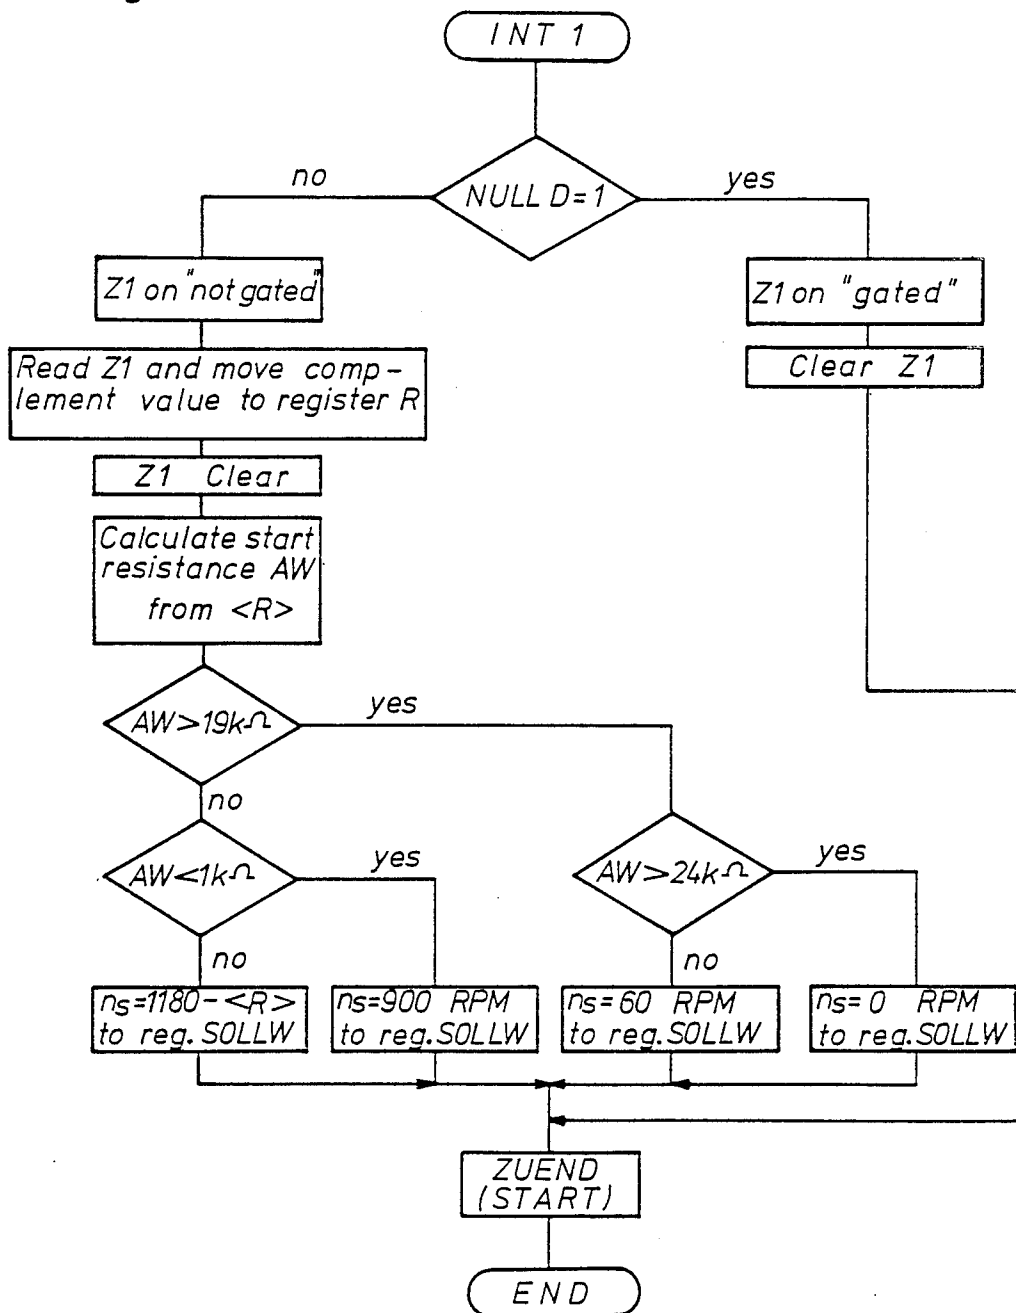 INT 1
NULL D=1
no
yes
Z1 on "not gated"
Z1 on "gated"
Read Z1 and move comp-
lement value to register R
Clear Z1
Z1 Clear
Calculate start
resistance AW
from <R>
AW>19kΩ
yes
no
AW<1kΩ
yes
no
AW>24kΩ
yes
no
ns=1180-<R>
to reg.SOLLW
ns=900 RPM
to reg.SOLLW
ns=60 RPM
to reg.SOLLW
ns=0 RPM
to reg.SOLLW
ZUEND
(START)
END